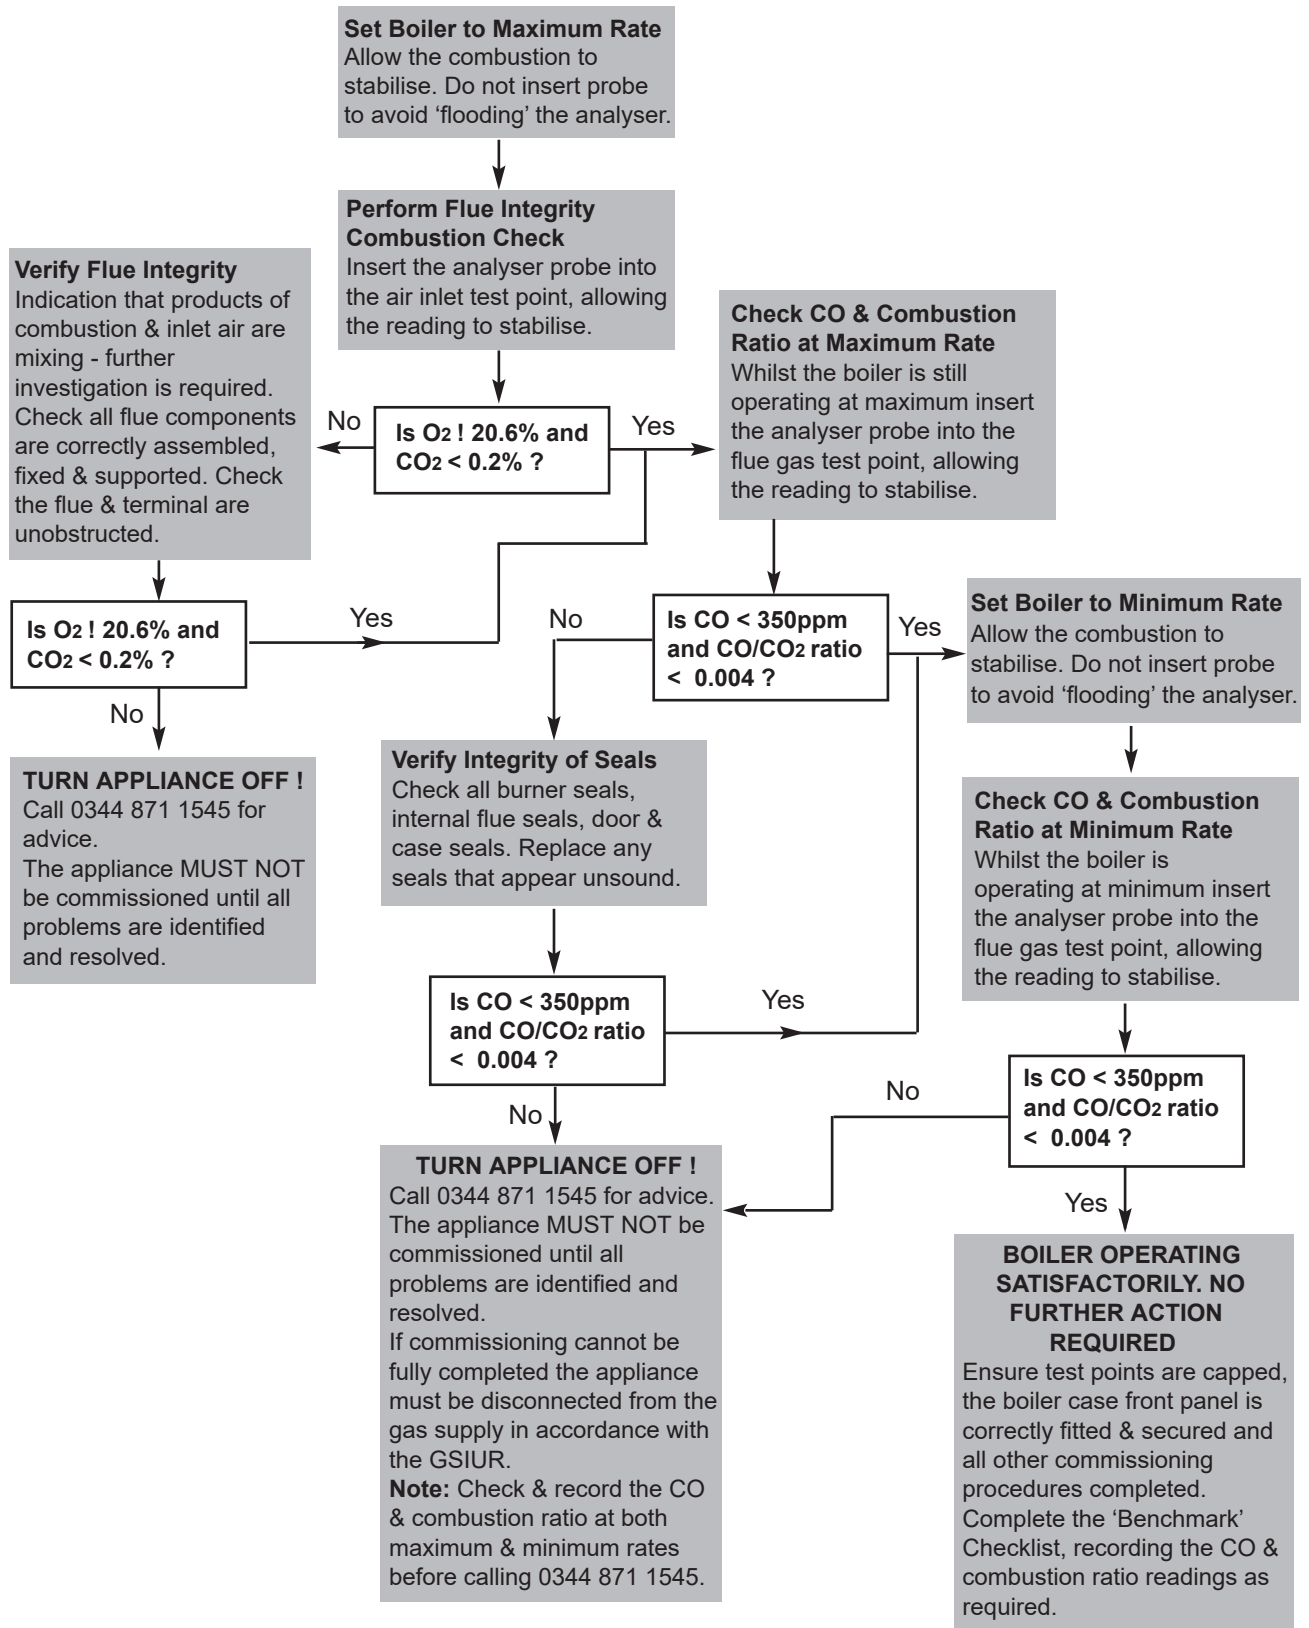 Set Boiler to Maximum Rate
Allow the combustion to
stabilise. Do not insert probe
to avoid ‘flooding’ the analyser.
Perform Flue Integrity
Combustion Check
Insert the analyser probe into
the air inlet test point, allowing
the reading to stabilise.
Is O2 ! 20.6% and
CO2 < 0.2% ?
No
Yes
Verify Flue Integrity
Indication that products of
combustion & inlet air are
mixing - further
investigation is required.
Check all flue components
are correctly assembled,
fixed & supported. Check
the flue & terminal are
unobstructed.
Is O2 ! 20.6% and
CO2 < 0.2% ?
Yes
No
TURN APPLIANCE OFF !
Call 0344 871 1545 for
advice.
The appliance MUST NOT
be commissioned until all
problems are identified
and resolved.
Check CO & Combustion
Ratio at Maximum Rate
Whilst the boiler is still
operating at maximum insert
the analyser probe into the
flue gas test point, allowing
the reading to stabilise.
Is CO < 350ppm
and CO/CO2 ratio
< 0.004 ?
No
Yes
Verify Integrity of Seals
Check all burner seals,
internal flue seals, door &
case seals. Replace any
seals that appear unsound.
Is CO < 350ppm
and CO/CO2 ratio
< 0.004 ?
Yes
No
TURN APPLIANCE OFF !
Call 0344 871 1545 for advice.
The appliance MUST NOT be
commissioned until all
problems are identified and
resolved.
If commissioning cannot be
fully completed the appliance
must be disconnected from the
gas supply in accordance with
the GSIUR.
Note: Check & record the CO
& combustion ratio at both
maximum & minimum rates
before calling 0344 871 1545.
Set Boiler to Minimum Rate
Allow the combustion to
stabilise. Do not insert probe
to avoid ‘flooding’ the analyser.
Check CO & Combustion
Ratio at Minimum Rate
Whilst the boiler is
operating at minimum insert
the analyser probe into the
flue gas test point, allowing
the reading to stabilise.
Is CO < 350ppm
and CO/CO2 ratio
< 0.004 ?
No
Yes
BOILER OPERATING
SATISFACTORILY. NO
FURTHER ACTION
REQUIRED
Ensure test points are capped,
the boiler case front panel is
correctly fitted & secured and
all other commissioning
procedures completed.
Complete the ‘Benchmark’
Checklist, recording the CO &
combustion ratio readings as
required.